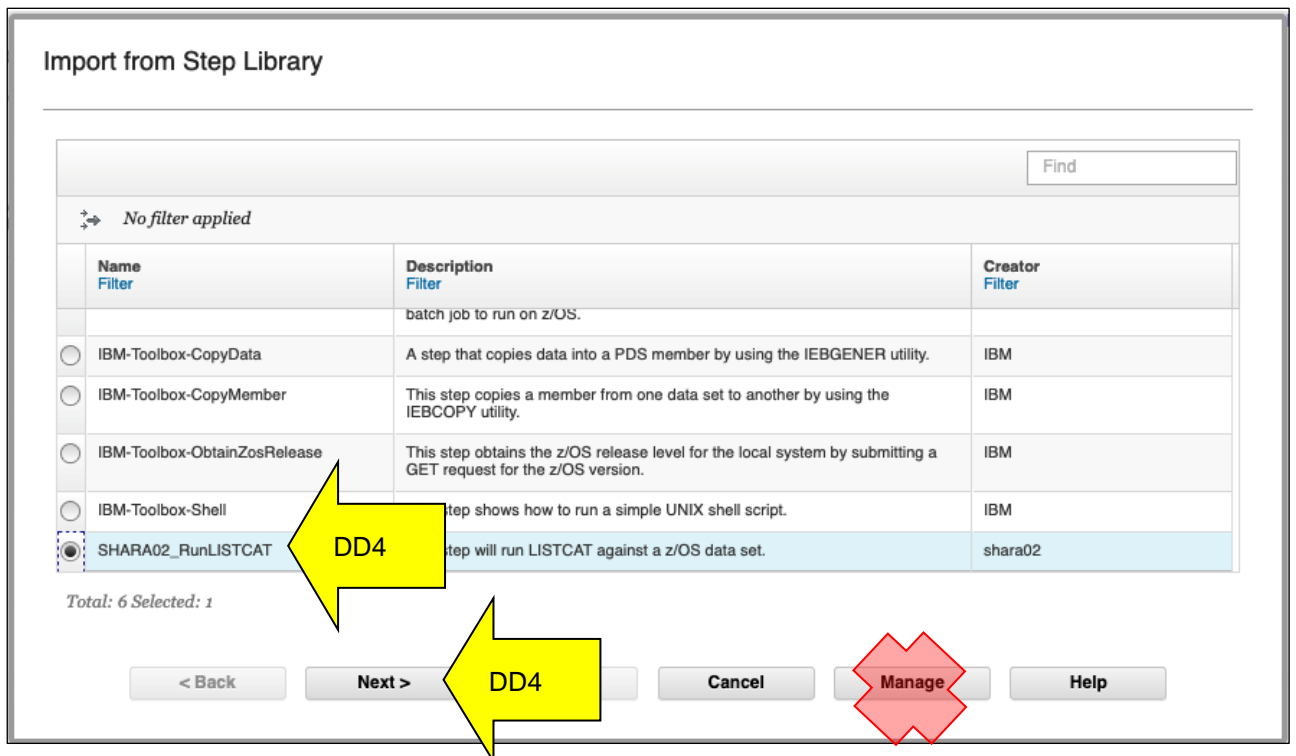 Import from Step Library
Find
No filter applied
Name
Filter
Description
Filter
Creator
Filter
batch job to run on z/OS.
IBM-Toolbox-CopyData
A step that copies data into a PDS member by using the IEBGENER utility.
IBM
IBM-Toolbox-CopyMember
This step copies a member from one data set to another by using the
IEBCOPY utility.
IBM
IBM-Toolbox-ObtainZosRelease
This step obtains the z/OS release level for the local system by submitting a
GET request for the z/OS version.
IBM
IBM-Toolbox-Shell
step shows how to run a simple UNIX shell script.
IBM
SHARA02_RunLISTCAT
DD4
step will run LISTCAT against a z/OS data set.
shara02
Total: 6 Selected: 1
< Back
Next >
DD4
Cancel
Manage
Help